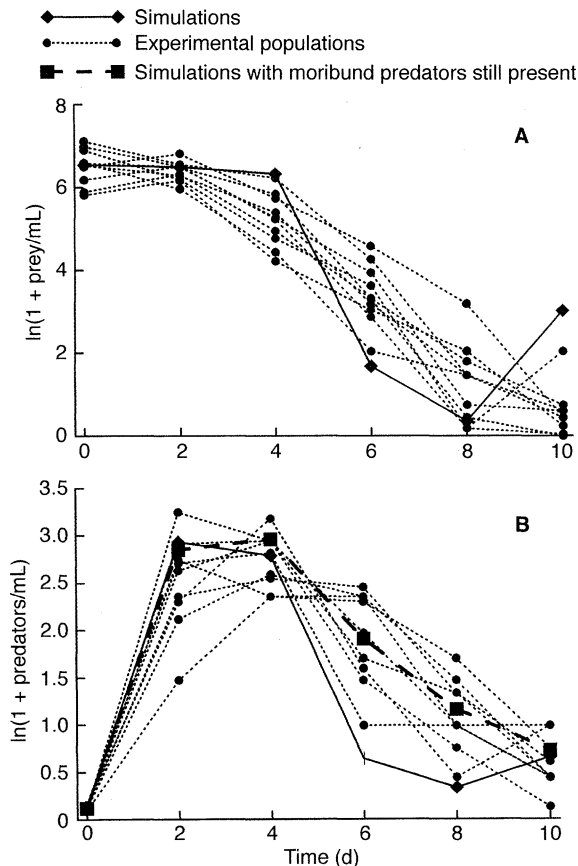 Simulations
Experimental populations
Simulations with moribund predators still present
A
8
6
4
2
0
ln(1 + prey/mL)
0 2 4 6 8 10
B
3.5
3.0
2.5
2.0
1.5
1.0
0.5
0
ln(1 + predators/mL)
0 2 4 6 8 10
Time (d)